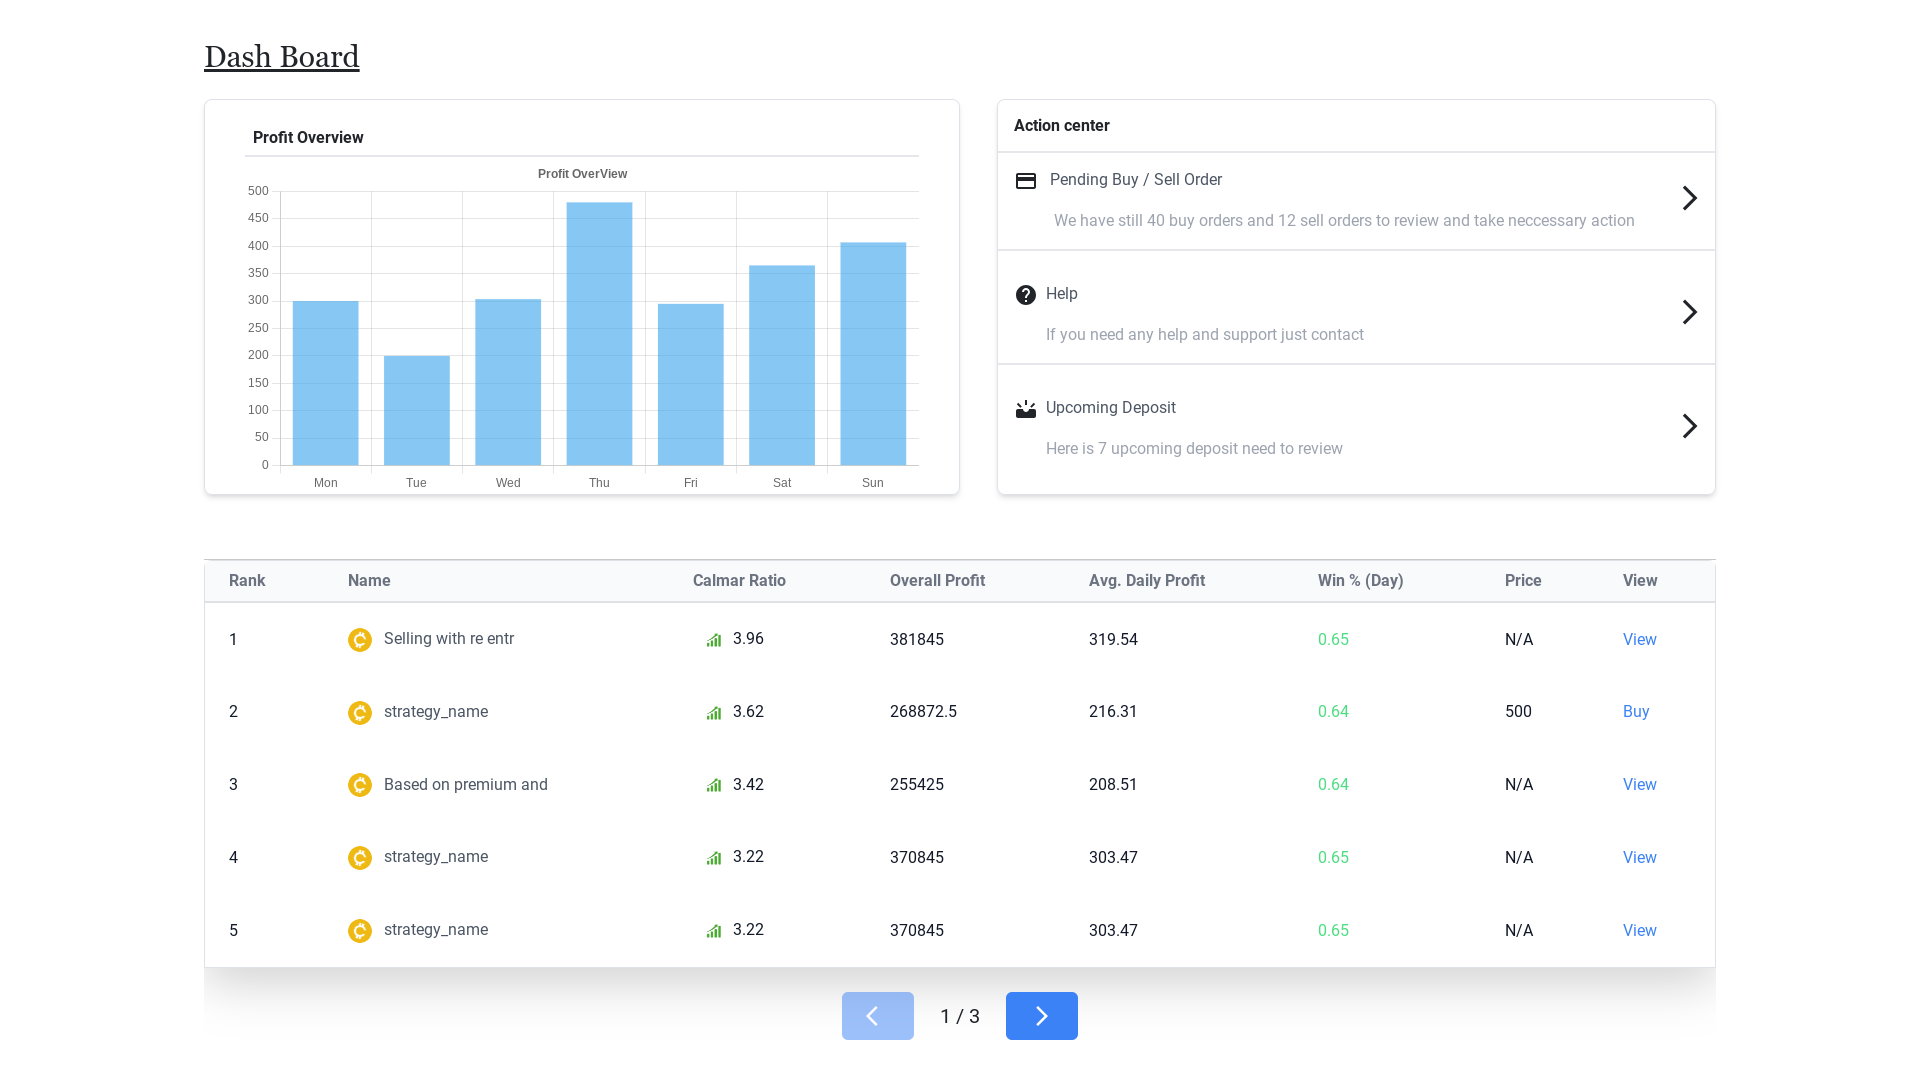 Dash Board
Profit Overview
Profit OverView
500
450
400
350
300
250
200
150
100
50
0
Mon Tue Wed Thu Fri Sat Sun
Action center
Pending Buy / Sell Order
We have still 40 buy orders and 12 sell orders to review and take neccessary action
Help
If you need any help and support just contact
Upcoming Deposit
Here is 7 upcoming deposit need to review
Rank Name Calmar Ratio Overall Profit Avg. Daily Profit Win % (Day) Price View
1 Selling with re entr 3.96 381845 319.54 0.65 N/A View
2 strategy_name 3.62 268872.5 216.31 0.64 500 Buy
3 Based on premium and 3.42 255425 208.51 0.64 N/A View
4 strategy_name 3.22 370845 303.47 0.65 N/A View
5 strategy_name 3.22 370845 303.47 0.65 N/A View
1 / 3